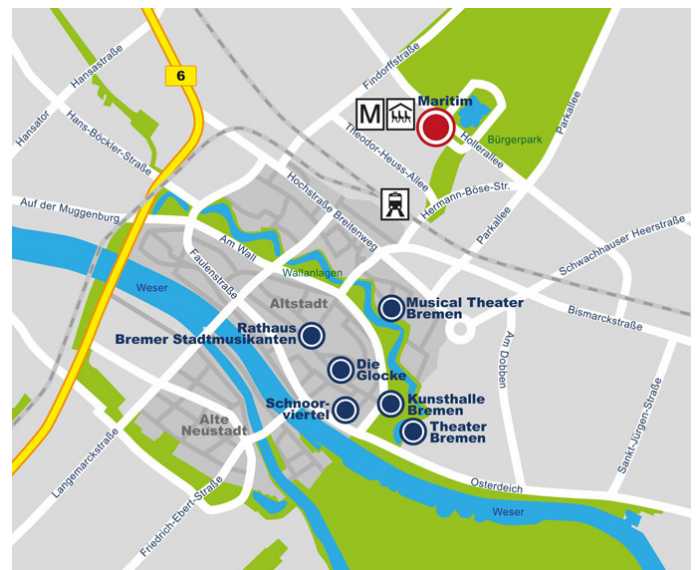 Hansastraße
6
Findorffstraße
Hansator
Hans-Böckler-Straße
M
Maritim
Parkallee
Theodor-Heuss-Allee
Hollerallee
Bürgerpark
Hochstraße Breitenweg
Hermann-Böse-Str.
Auf der Muggenburg
Parkallee
Schwachhauser Heerstraße
Am Wall
Faulenstraße
Wallanlagen
Weser
Altstadt
Musical Theater
Bremen
Bismarckstraße
Rathaus
Bremer Stadtmusikanten
Am Dobben
Die
Glocke
Schnoor-
viertel
Kunsthalle
Bremen
Sankt-Jürgen-Straße
Alte
Neustadt
Theater
Bremen
Langemarckstraße
Friedrich-Ebert-Straße
Osterdeich
Weser